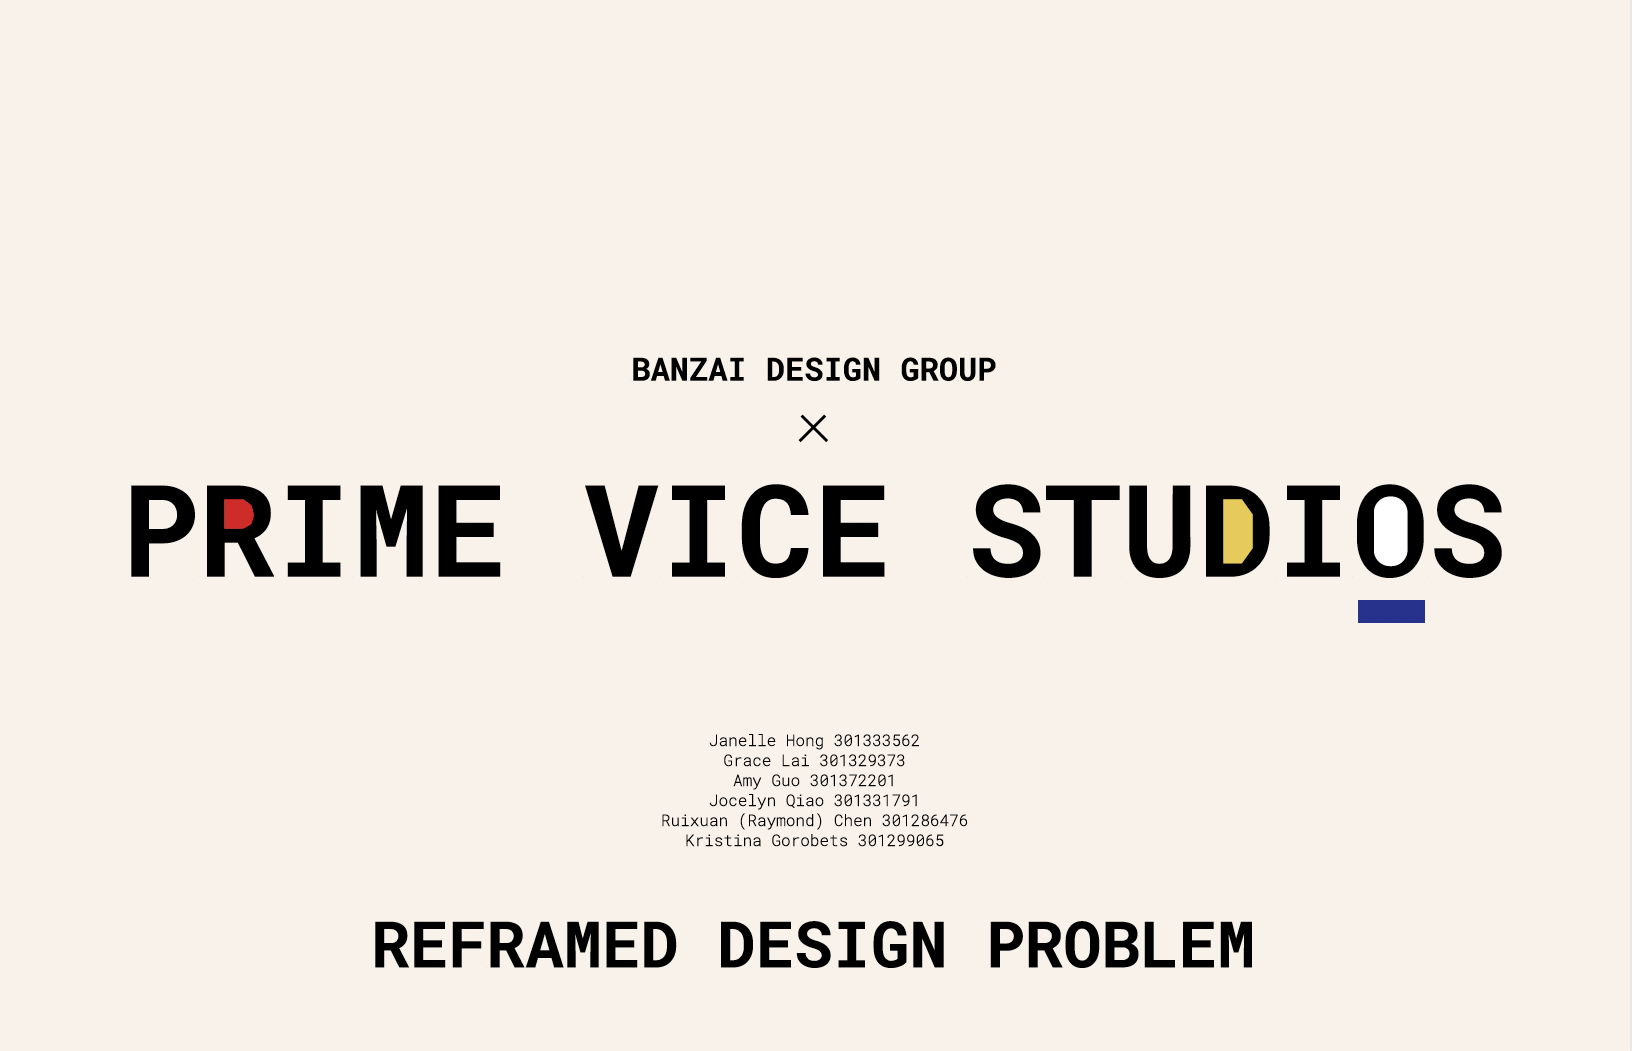 BANZAI DESIGN GROUP
×
PRIME VICE STUDIOS
Janelle Hong 301333562
Grace Lai 301329373
Amy Guo 301372201
Jocelyn Qiao 301331791
Ruixuan (Raymond) Chen 301286476
Kristina Gorobets 301299065
REFRAMED DESIGN PROBLEM